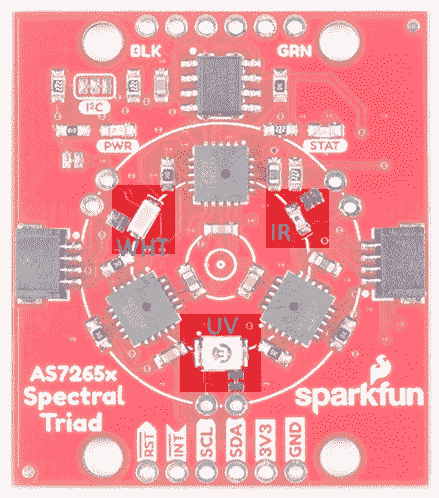 BLK GRN
I²C
PWR STAT
WHT IR
UV
AS7265x
Spectral
Triad
sparkfun
RST INT SCL SDA 3V3 GND